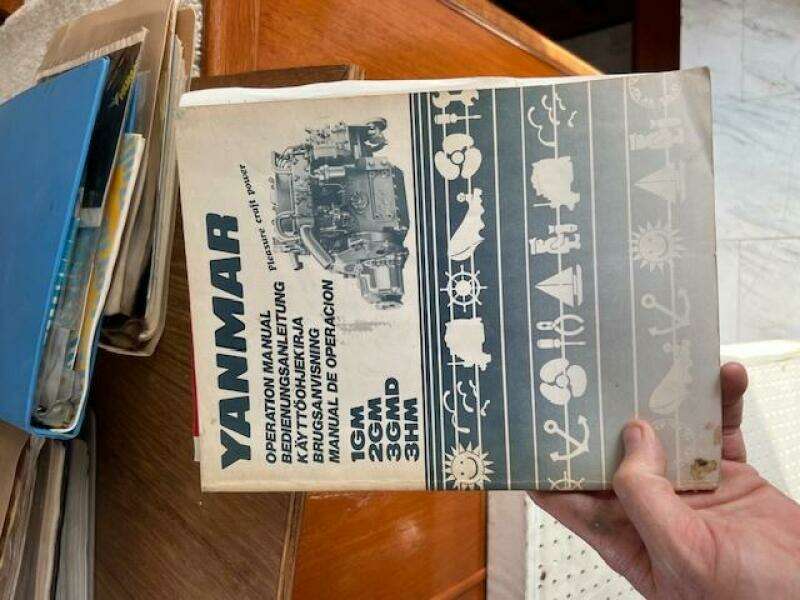 YANMAR
Pleasure craft power
OPERATION MANUAL
BEDIENUNGSANLEITUNG
KÄYTTÖOHJEKIRJA
BRUGSANVISNING
MANUAL DE OPERACION
1GM
2GM
3GMD
3HM